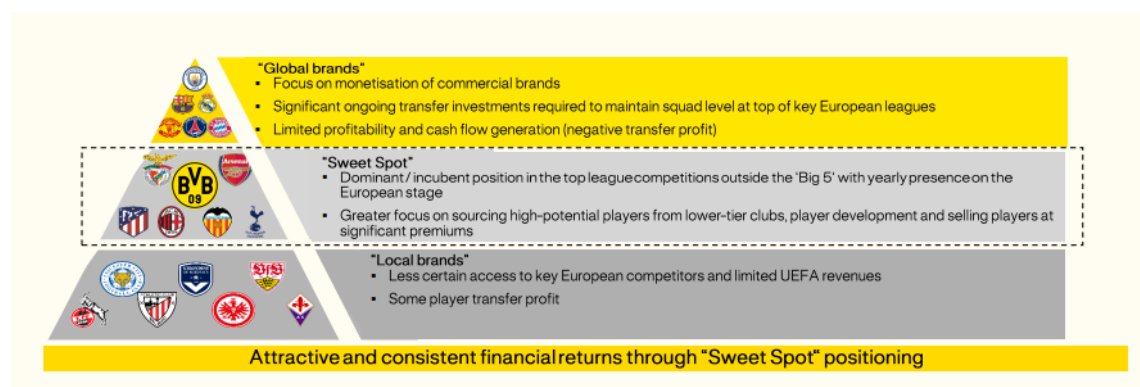 "Global brands"
▪ Focus on monetisation of commercial brands
▪ Significant ongoing transfer investments required to maintain squad level at top of key European leagues
▪ Limited profitability and cash flow generation (negative transfer profit)
Arsenal
BVB
09
"Sweet Spot"
▪ Dominant / incubent position in the top league competitions outside the 'Big 5' with yearly presence on the
European stage
▪ Greater focus on sourcing high-potential players from lower-tier clubs, player development and selling players at
significant premiums
"Local brands"
▪ Less certain access to key European competitors and limited UEFA revenues
▪ Some player transfer profit
Attractive and consistent financial returns through "Sweet Spot" positioning